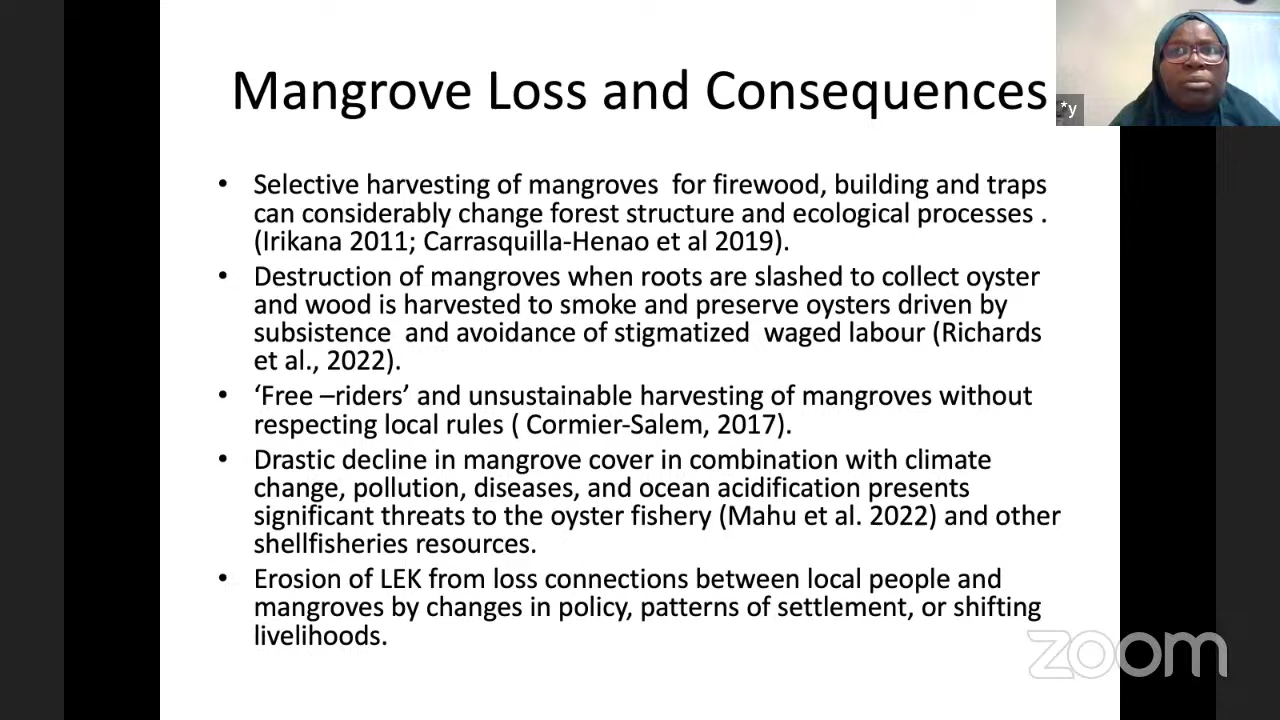 Mangrove Loss and Consequences
*y
• Selective harvesting of mangroves for firewood, building and traps
can considerably change forest structure and ecological processes .
(Irikana 2011; Carrasquilla-Henao et al 2019).
• Destruction of mangroves when roots are slashed to collect oyster
and wood is harvested to smoke and preserve oysters driven by
subsistence and avoidance of stigmatized waged labour (Richards
et al., 2022).
• ‘Free –riders’ and unsustainable harvesting of mangroves without
respecting local rules ( Cormier-Salem, 2017).
• Drastic decline in mangrove cover in combination with climate
change, pollution, diseases, and ocean acidification presents
significant threats to the oyster fishery (Mahu et al. 2022) and other
shellfisheries resources.
• Erosion of LEK from loss connections between local people and
mangroves by changes in policy, patterns of settlement, or shifting
livelihoods.
zoom